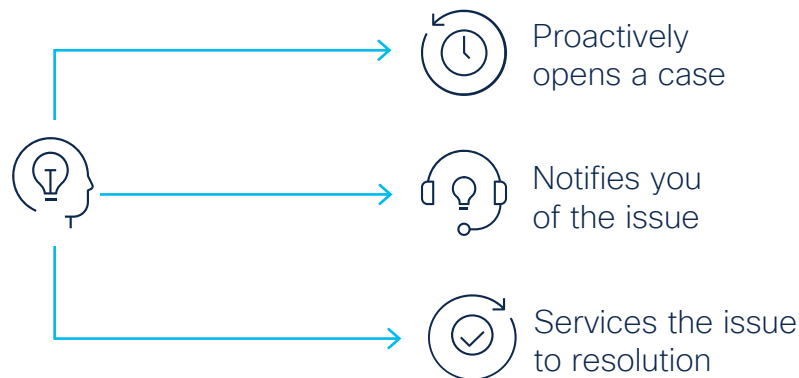 Proactively
opens a case
Notifies you
of the issue
Services the issue
to resolution